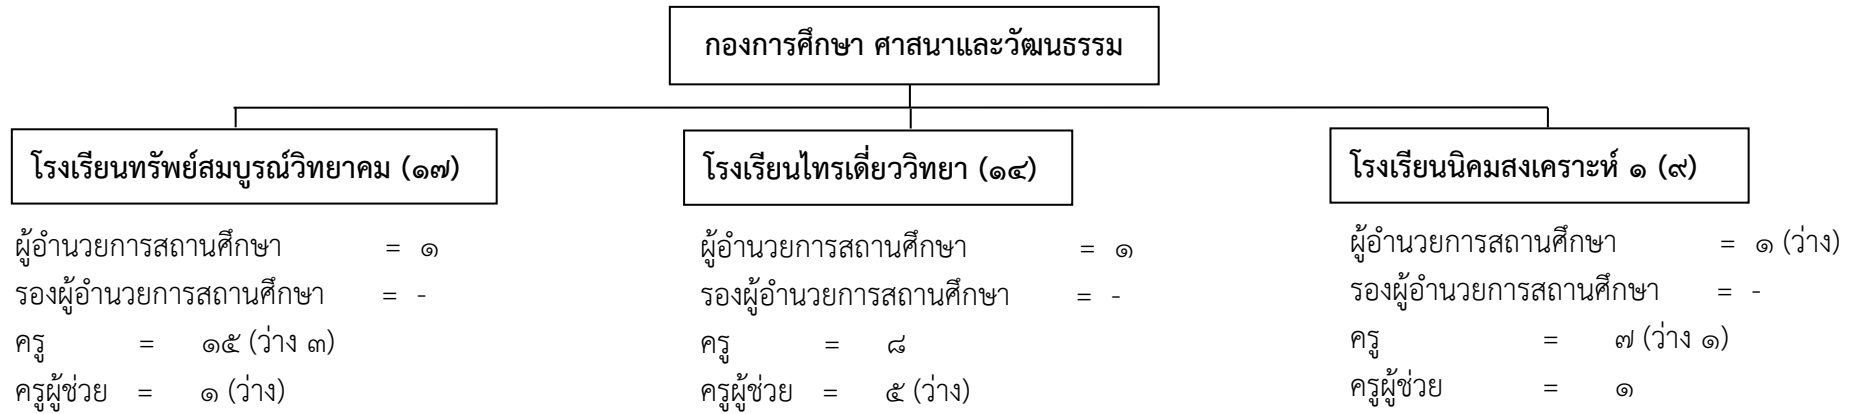 กองการศึกษา ศาสนาและวัฒนธรรม
โรงเรียนทรัพย์สมบูรณ์วิทยาคม (๑๗)
ผู้อำนวยการสถานศึกษา = ๑
รองผู้อำนวยการสถานศึกษา = -
ครู = ๑๕ (ว่าง ๓)
ครูผู้ช่วย = ๑ (ว่าง)
โรงเรียนไทรเดี่ยววิทยา (๑๔)
ผู้อำนวยการสถานศึกษา = ๑
รองผู้อำนวยการสถานศึกษา = -
ครู = ๘
ครูผู้ช่วย = ๕ (ว่าง)
โรงเรียนนิคมสงเคราะห์ ๑ (๙)
ผู้อำนวยการสถานศึกษา = ๑ (ว่าง)
รองผู้อำนวยการสถานศึกษา = -
ครู = ๗ (ว่าง ๑)
ครูผู้ช่วย = ๑